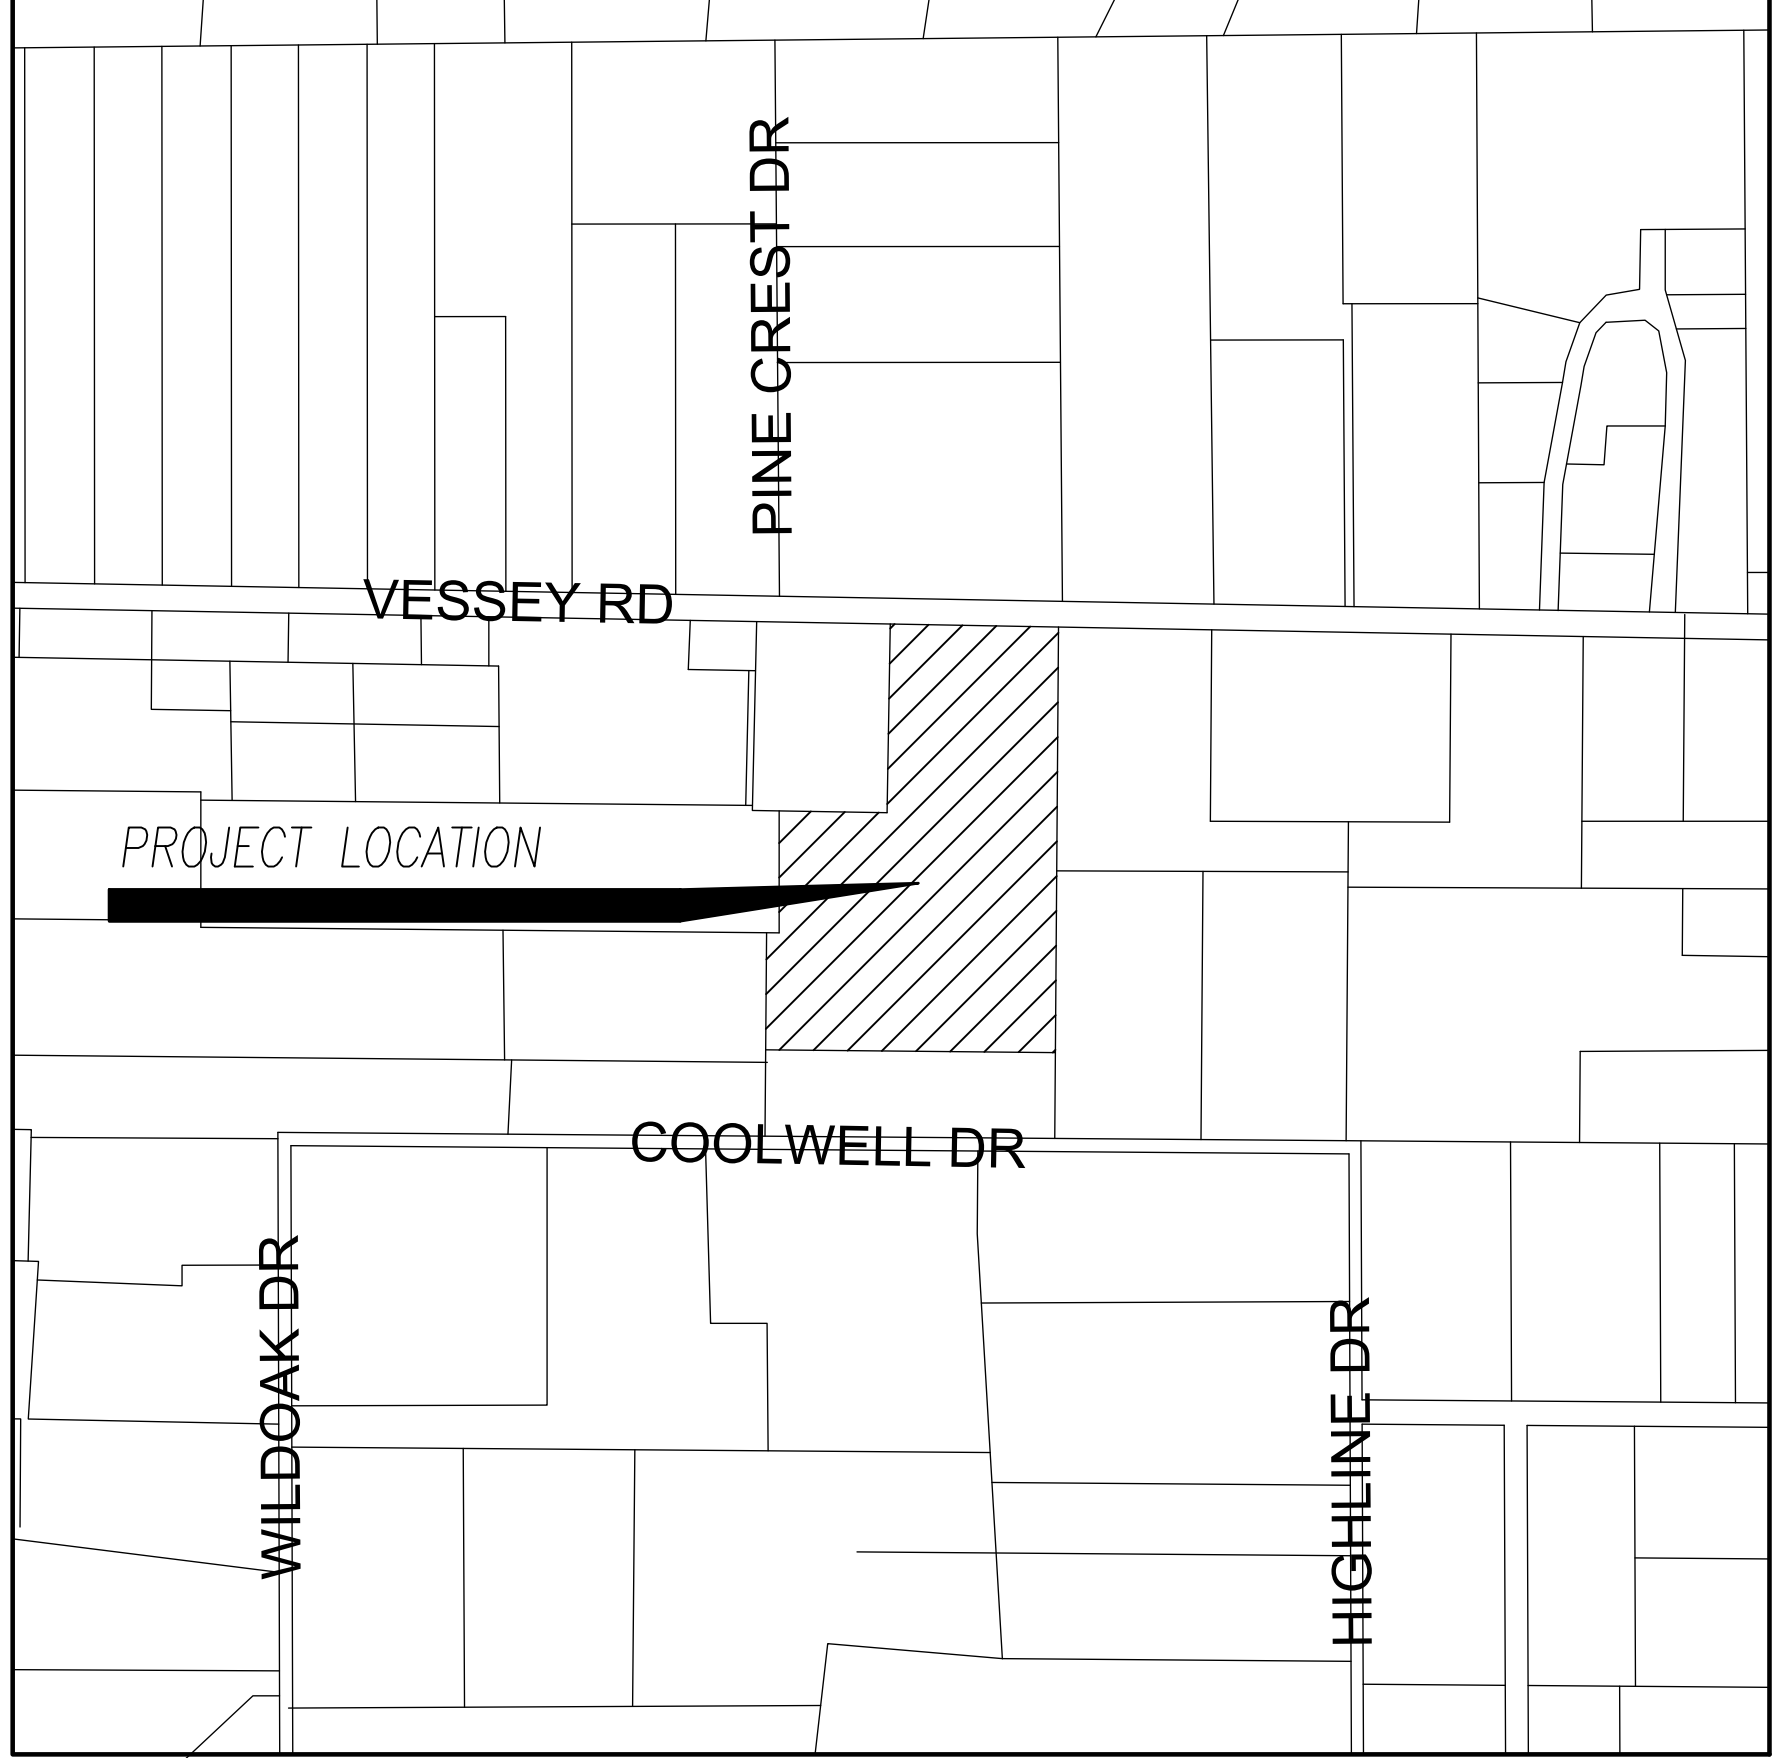 PINE CREST DR
VESSEY RD
PROJECT LOCATION
COOLWELL DR
WILDOAK DR
HIGHLINE DR